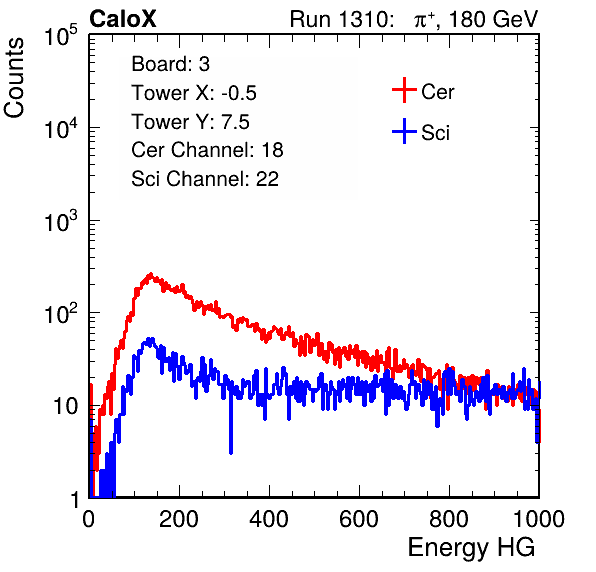 CaloX Run 1310: π⁺, 180 GeV
Counts
10⁵
10⁴
10³
10²
10
1
Board: 3
Tower X: -0.5
Tower Y: 7.5
Cer Channel: 18
Sci Channel: 22
Cer
Sci
0 200 400 600 800 1000
Energy HG